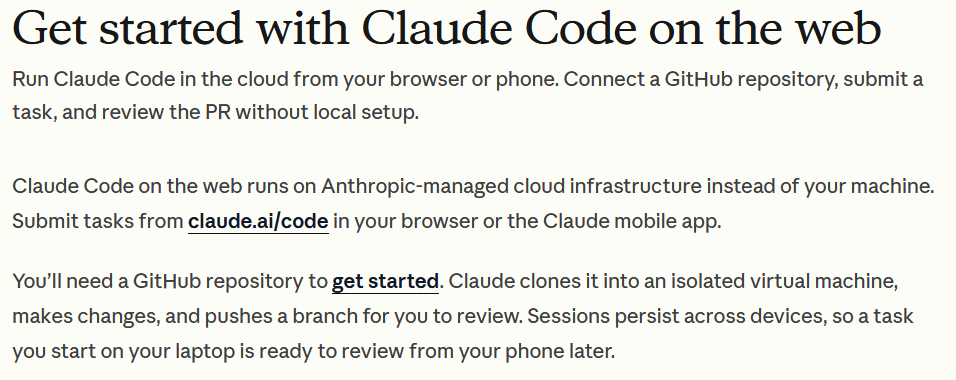 Get started with Claude Code on the web
Run Claude Code in the cloud from your browser or phone. Connect a GitHub repository, submit a
task, and review the PR without local setup.
Claude Code on the web runs on Anthropic-managed cloud infrastructure instead of your machine.
Submit tasks from claude.ai/code in your browser or the Claude mobile app.
You’ll need a GitHub repository to get started. Claude clones it into an isolated virtual machine,
makes changes, and pushes a branch for you to review. Sessions persist across devices, so a task
you start on your laptop is ready to review from your phone later.